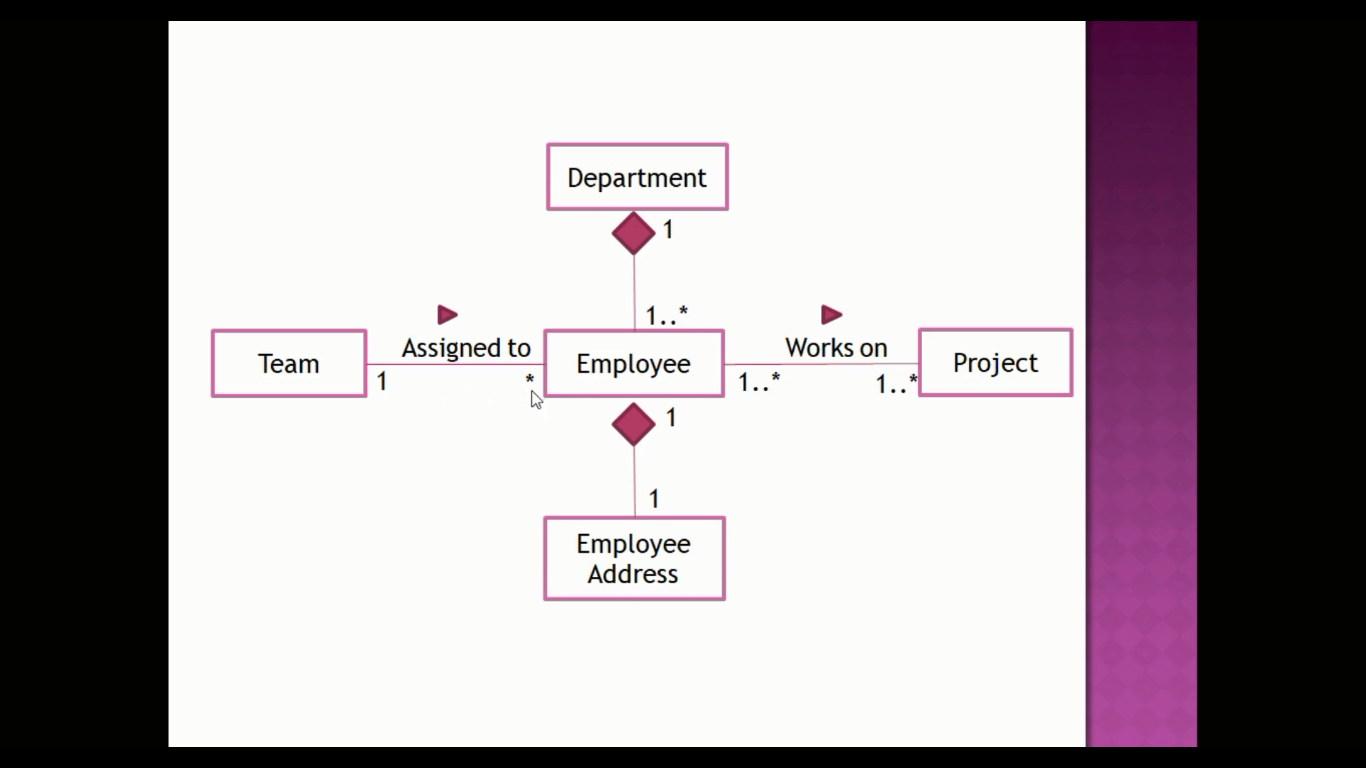 Department
1
1..*
Assigned to
Works on
Team
Employee
Project
1
*
1..*
1..*
1
1
Employee
Address